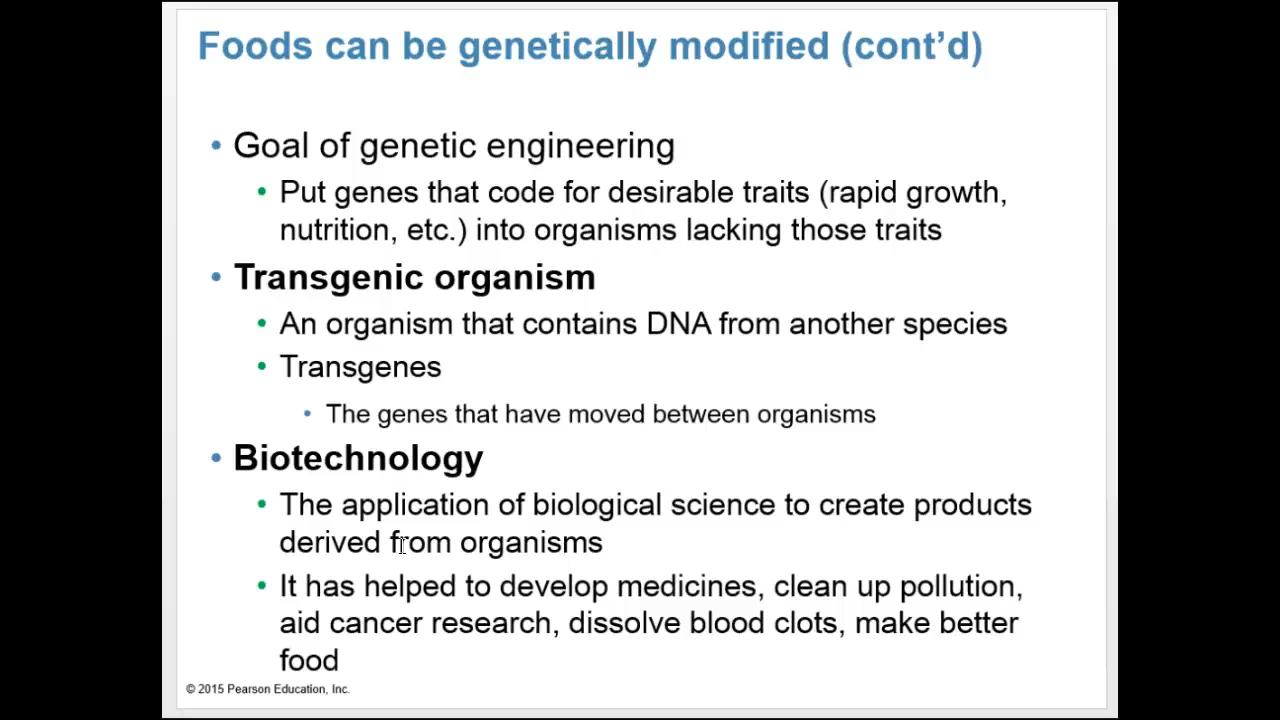 Foods can be genetically modified (cont’d)
• Goal of genetic engineering
• Put genes that code for desirable traits (rapid growth,
nutrition, etc.) into organisms lacking those traits
• Transgenic organism
• An organism that contains DNA from another species
• Transgenes
• The genes that have moved between organisms
• Biotechnology
• The application of biological science to create products
derived from organisms
• It has helped to develop medicines, clean up pollution,
aid cancer research, dissolve blood clots, make better
food
© 2015 Pearson Education, Inc.